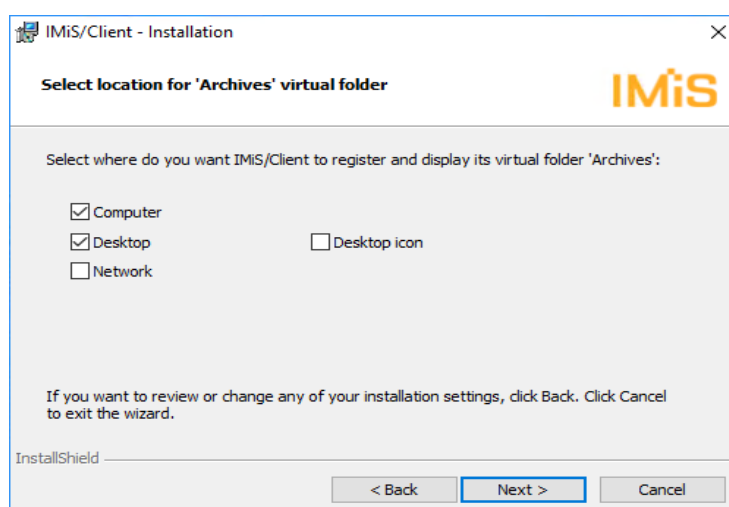 IMiS/Client - Installation
Select location for 'Archives' virtual folder
IMiS
Select where do you want IMiS/Client to register and display its virtual folder 'Archives':
Computer
Desktop
Desktop icon
Network
If you want to review or change any of your installation settings, click Back. Click Cancel
to exit the wizard.
InstallShield
< Back
Next >
Cancel